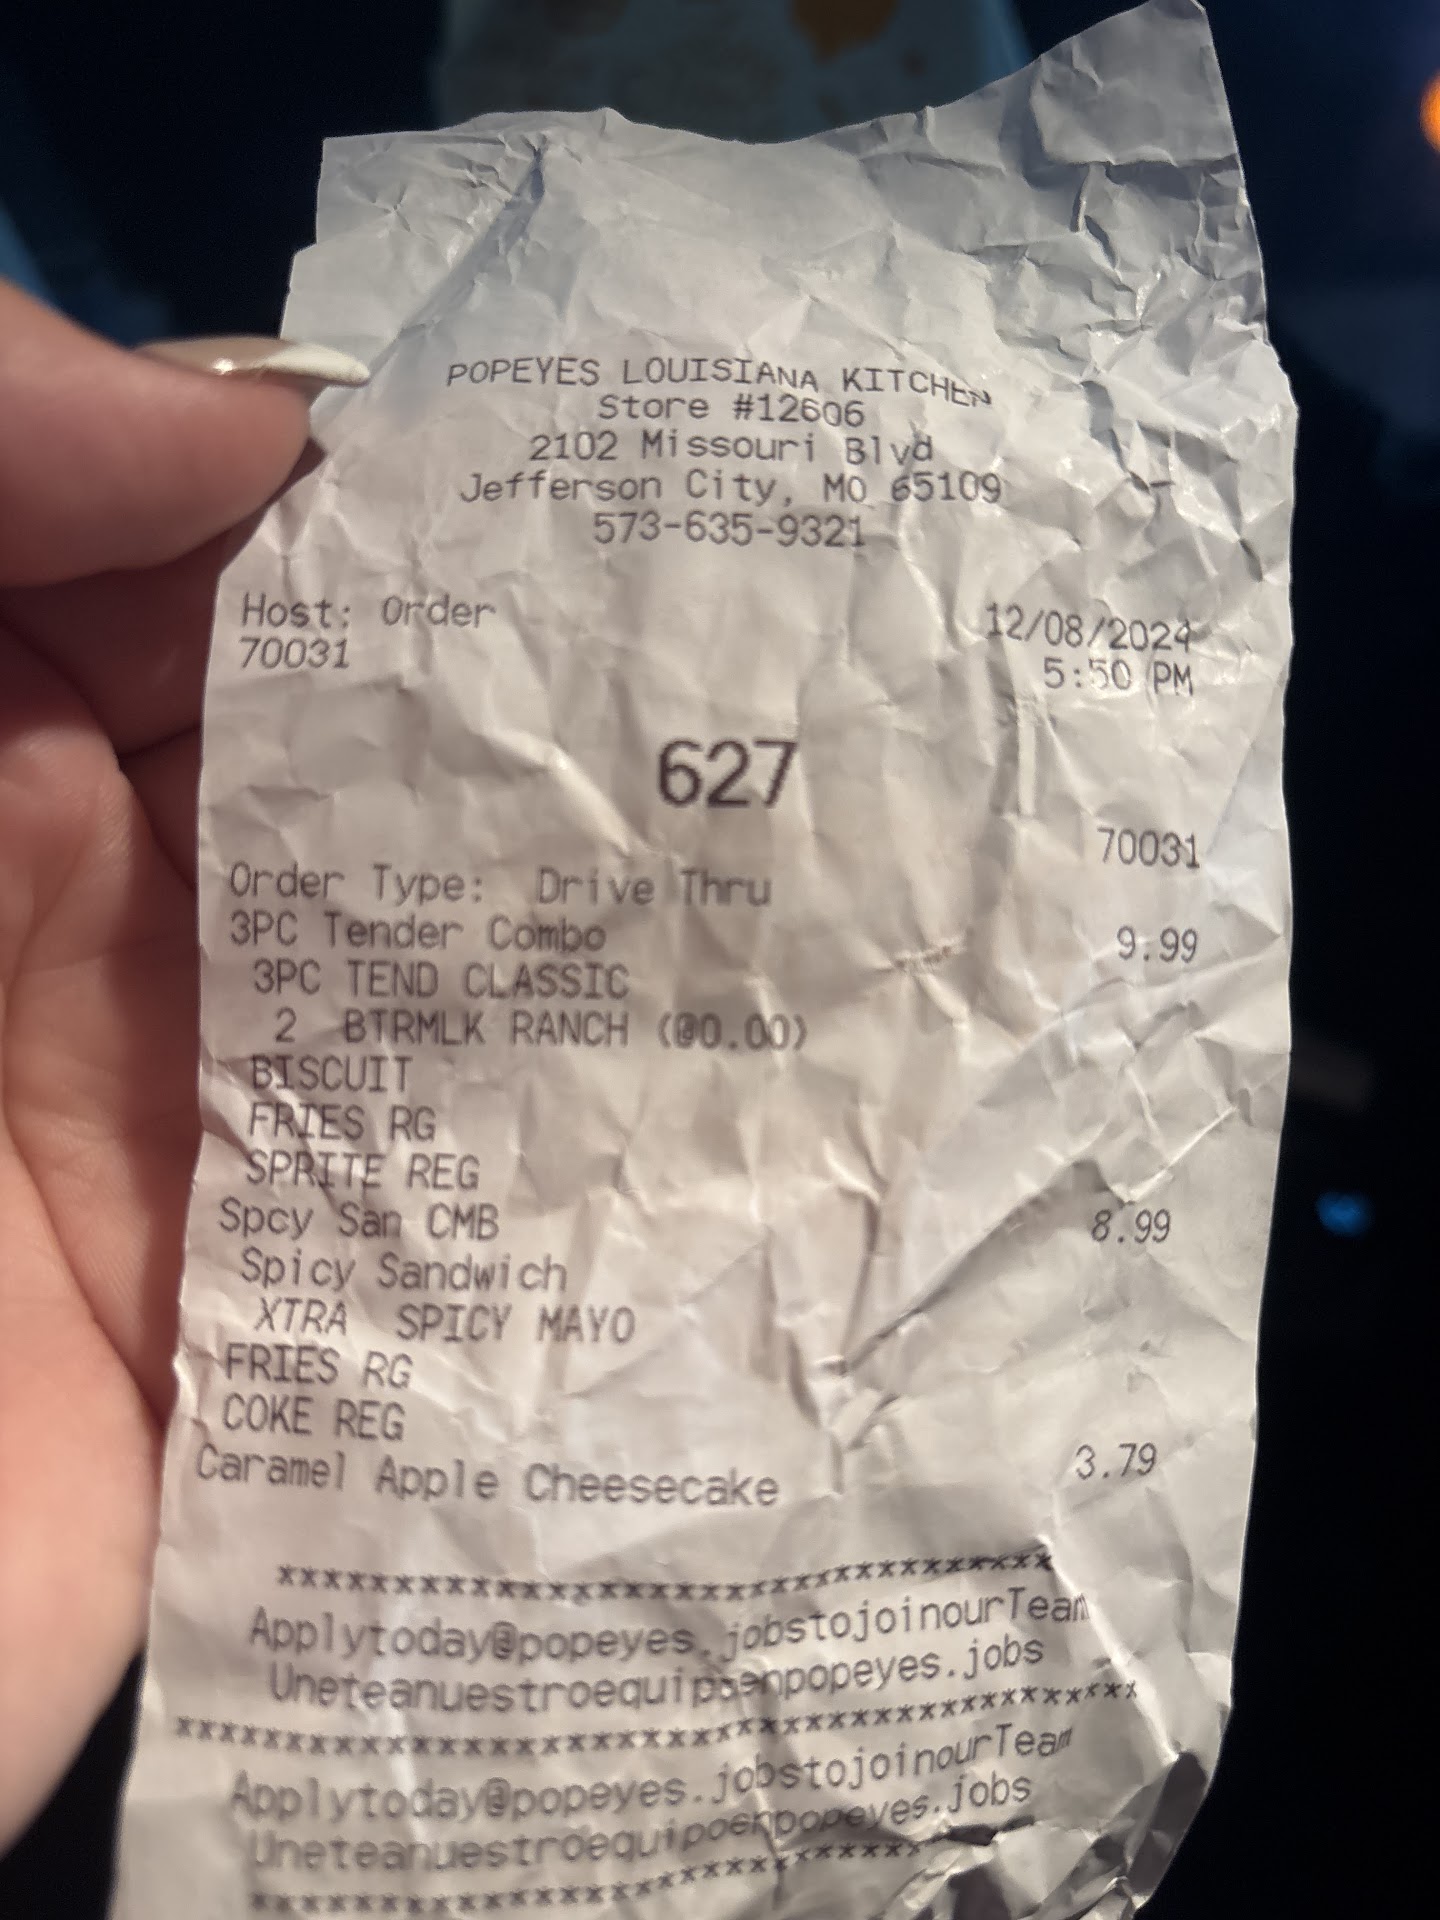 POPEYES LOUISIANA KITCHEN
Store #12606
2102 Missouri Blvd
Jefferson City, MO 65109
573-635-9321
Host: Order 12/08/2024
70031 5:50 PM
627
70031
Order Type: Drive Thru
3PC Tender Combo 9.99
3PC TEND CLASSIC
2 BTRMLK RANCH (@0.00)
BISCUIT
FRIES RG
SPRITE REG
Spcy San CMB 8.99
Spicy Sandwich
XTRA SPICY MAYO
FRIES RG
COKE REG
Caramel Apple Cheesecake 3.79
*********************************
Applytoday@popeyes.jobstojoinourTeam
Uneteanuestroequipoenpopeyes.jobs
*****************************************
Applytoday@popeyes.jobstojoinourTeam
Uneteanuestroequipoenpopeyes.jobs
*****************************